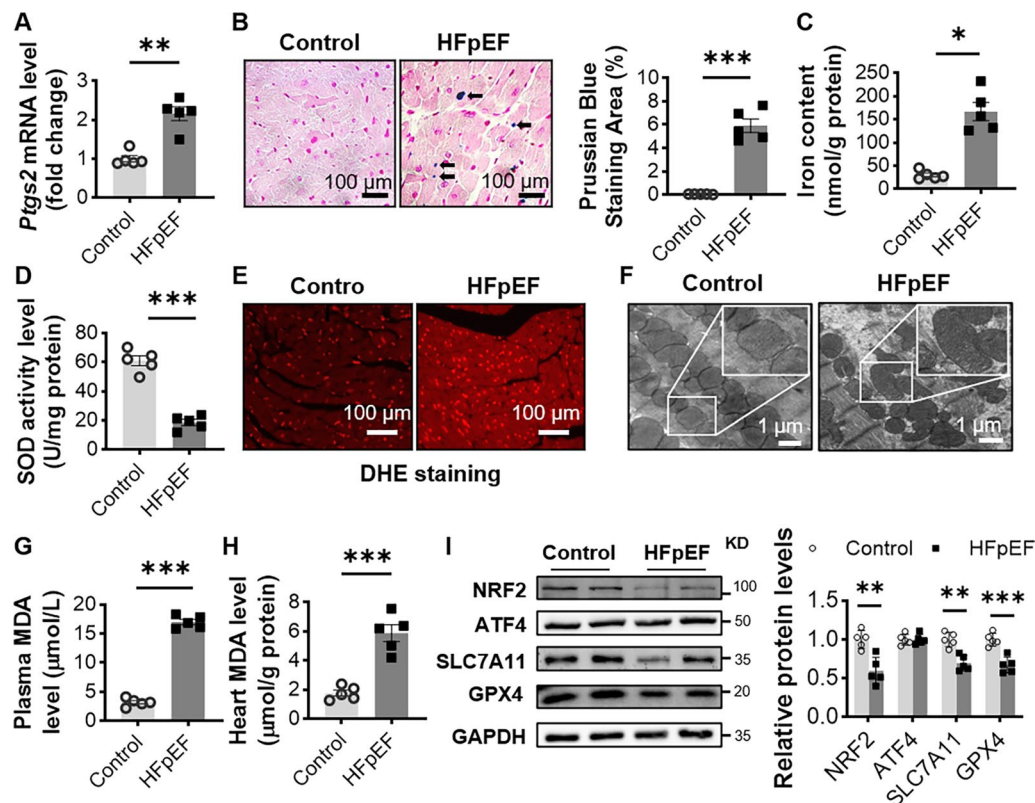 A
Ptgs2 mRNA level
(fold change)
3
2
1
0
**
Control
HFpEF
B
Control
HFpEF
100 µm
100 µm
Prussian Blue
Staining Area (%)
10
8
6
4
2
0
***
Control
HFpEF
C
Iron content
(nmol/g protein)
250
200
150
100
50
0
*
Control
HFpEF
D
SOD activity level
(U/mg protein)
80
60
40
20
0
***
Control
HFpEF
E
Contro
HFpEF
100 µm
100 µm
DHE staining
F
Control
HFpEF
1 µm
1 µm
G
Plasma MDA
level (µmol/L)
20
15
10
5
0
***
Control
HFpEF
H
Heart MDA level
(µmol/g protein)
8
6
4
2
0
***
Control
HFpEF
I
Control
HFpEF
KD
NRF2
100
ATF4
50
SLC7A11
35
GPX4
20
GAPDH
35
Relative protein levels
Control
HFpEF
1.5
1.0
0.5
0.0
**
**
***
NRF2
ATF4
SLC7A11
GPX4